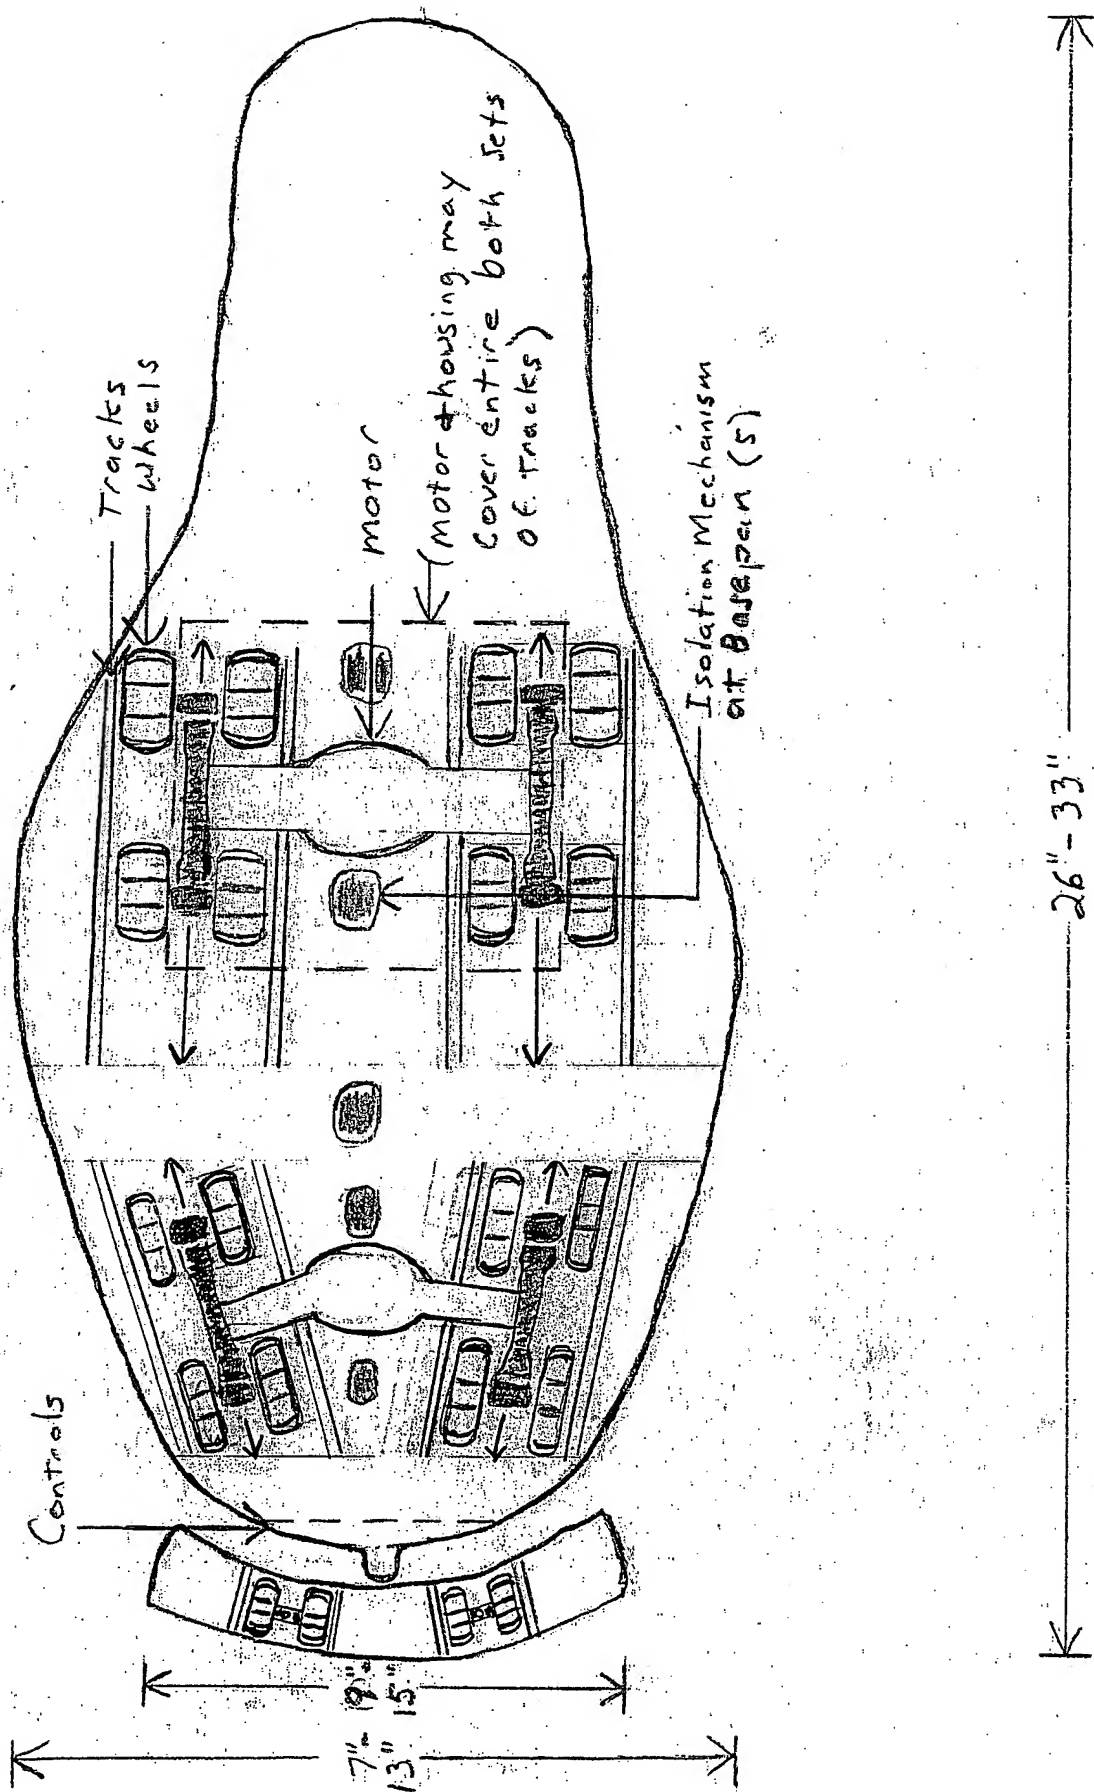 Controls
Tracks
Wheels
motor
(motor & housing may
Cover entire both sets
of Tracks)
Isolation Mechanism
at Basepan (5)
7"-
13"
15"
26"-33"